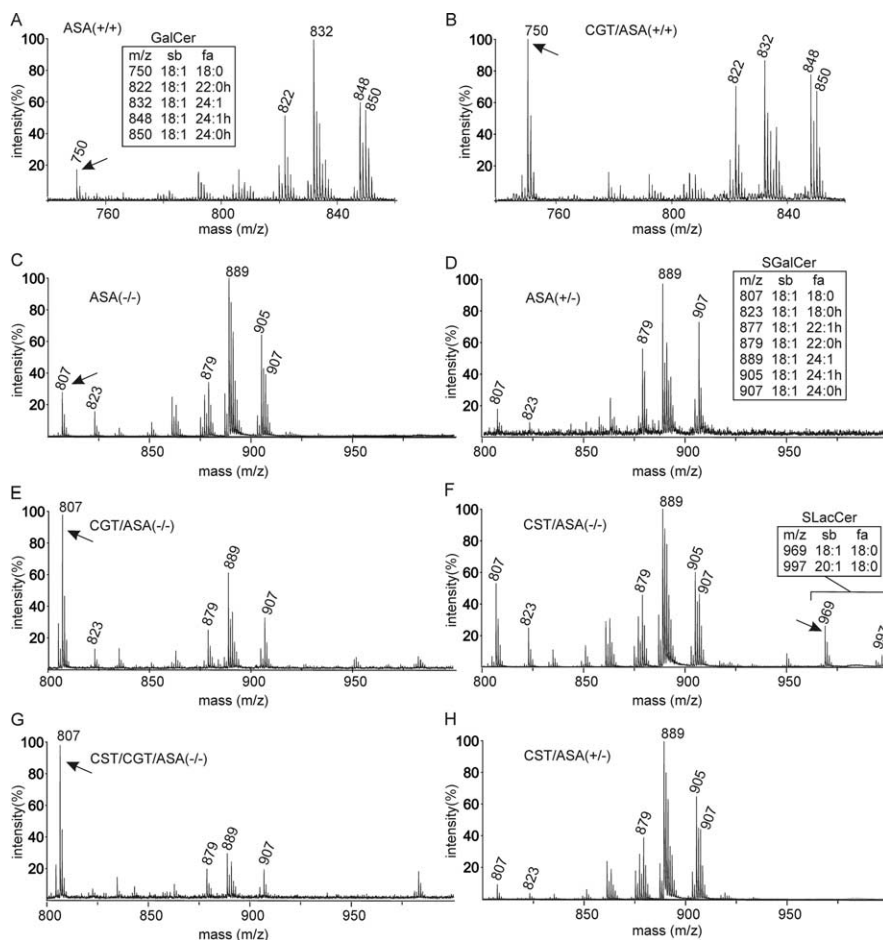 A
ASA(+/+)
GalCer
m/z sb fa
750 18:1 18:0
822 18:1 22:0h
832 18:1 24:1
848 18:1 24:1h
850 18:1 24:0h
832
822
848
850
750
intensity(%)
100
80
60
40
20
760 800 840
mass (m/z)
B
CGT/ASA(+/+)
750
822
832
848
850
intensity(%)
100
80
60
40
20
760 800 840
mass (m/z)
C
ASA(-/-)
889
905
907
879
807
823
intensity(%)
100
80
60
40
20
800 850 900 950
mass (m/z)
D
ASA(+/-)
SGalCer
m/z sb fa
807 18:1 18:0
823 18:1 18:0h
877 18:1 22:1h
879 18:1 22:0h
889 18:1 24:1
905 18:1 24:1h
907 18:1 24:0h
889
907
879
807
823
intensity(%)
100
80
60
40
20
800 850 900 950
mass (m/z)
E
807
CGT/ASA(-/-)
889
879
907
823
intensity(%)
100
80
60
40
20
800 850 900 950
mass (m/z)
F
CST/ASA(-/-)
889
SLacCer
m/z sb fa
969 18:1 18:0
997 20:1 18:0
807
823
879
905
907
969
997
intensity(%)
100
80
60
40
20
800 850 900 950
mass (m/z)
G
807
CST/CGT/ASA(-/-)
879
889
907
intensity(%)
100
80
60
40
20
800 850 900 950
mass (m/z)
H
889
CST/ASA(+/-)
905
907
879
807
823
intensity(%)
100
80
60
40
20
800 850 900 950
mass (m/z)